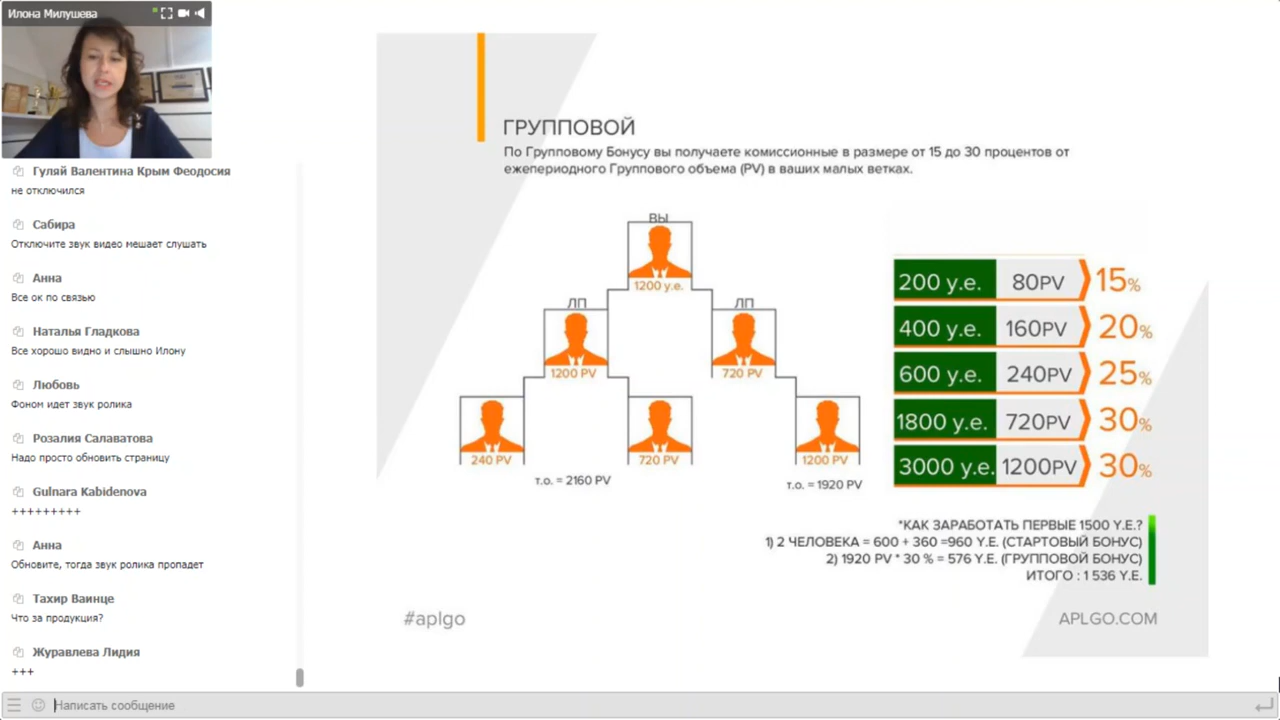 Илона Милушева
Гуляй Валентина Крым Феодосия
не отключился
Сабира
Отключите звук видео мешает слушать
Анна
Все ок по связью
Наталья Гладкова
Все хорошо видно и слышно Илону
Любовь
Фоном идет звук ролика
Розалия Салаватова
Надо просто обновить страницу
Gulnara Kabidenova
+++++++++
Анна
Обновите, тогда звук ролика пропадет
Тахир Ваинце
Что за продукция?
Журавлева Лидия
+++
Написать сообщение
ГРУППОВОЙ
По Групповому Бонусу вы получаете комиссионные в размере от 15 до 30 процентов от
ежепериодного Группового объема (PV) в ваших малых ветках.
ВЫ
1200 у.е.
ЛП
ЛП
1200 PV
720 PV
240 PV
720 PV
1200 PV
т.о. = 2160 PV
т.о. = 1920 PV
200 у.е. 80PV 15%
400 у.е. 160PV 20%
600 у.е. 240PV 25%
1800 у.е. 720PV 30%
3000 у.е. 1200PV 30%
*КАК ЗАРАБОТАТЬ ПЕРВЫЕ 1500 У.Е.?
1) 2 ЧЕЛОВЕКА = 600 + 360 =960 У.Е. (СТАРТОВЫЙ БОНУС)
2) 1920 PV * 30 % = 576 У.Е. (ГРУППОВОЙ БОНУС)
ИТОГО : 1 536 У.Е.
#aplgo
APLGO.COM